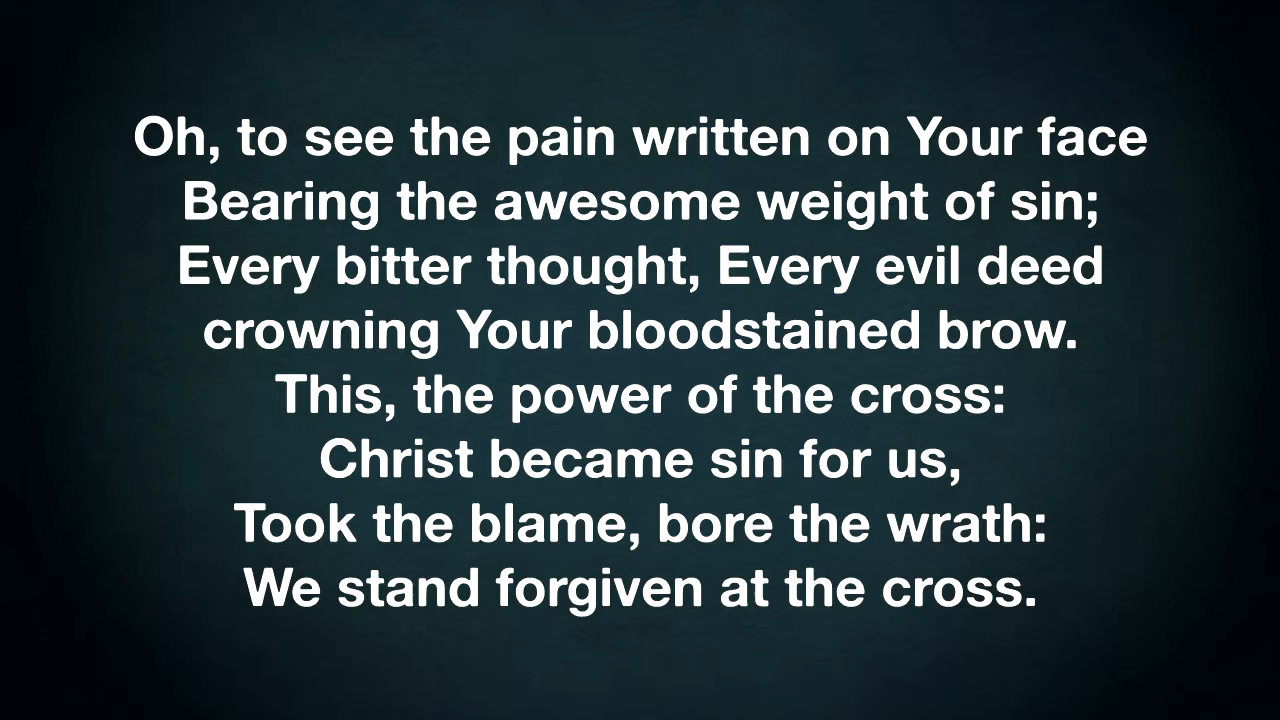 Oh, to see the pain written on Your face
Bearing the awesome weight of sin;
Every bitter thought, Every evil deed
crowning Your bloodstained brow.
This, the power of the cross:
Christ became sin for us,
Took the blame, bore the wrath:
We stand forgiven at the cross.